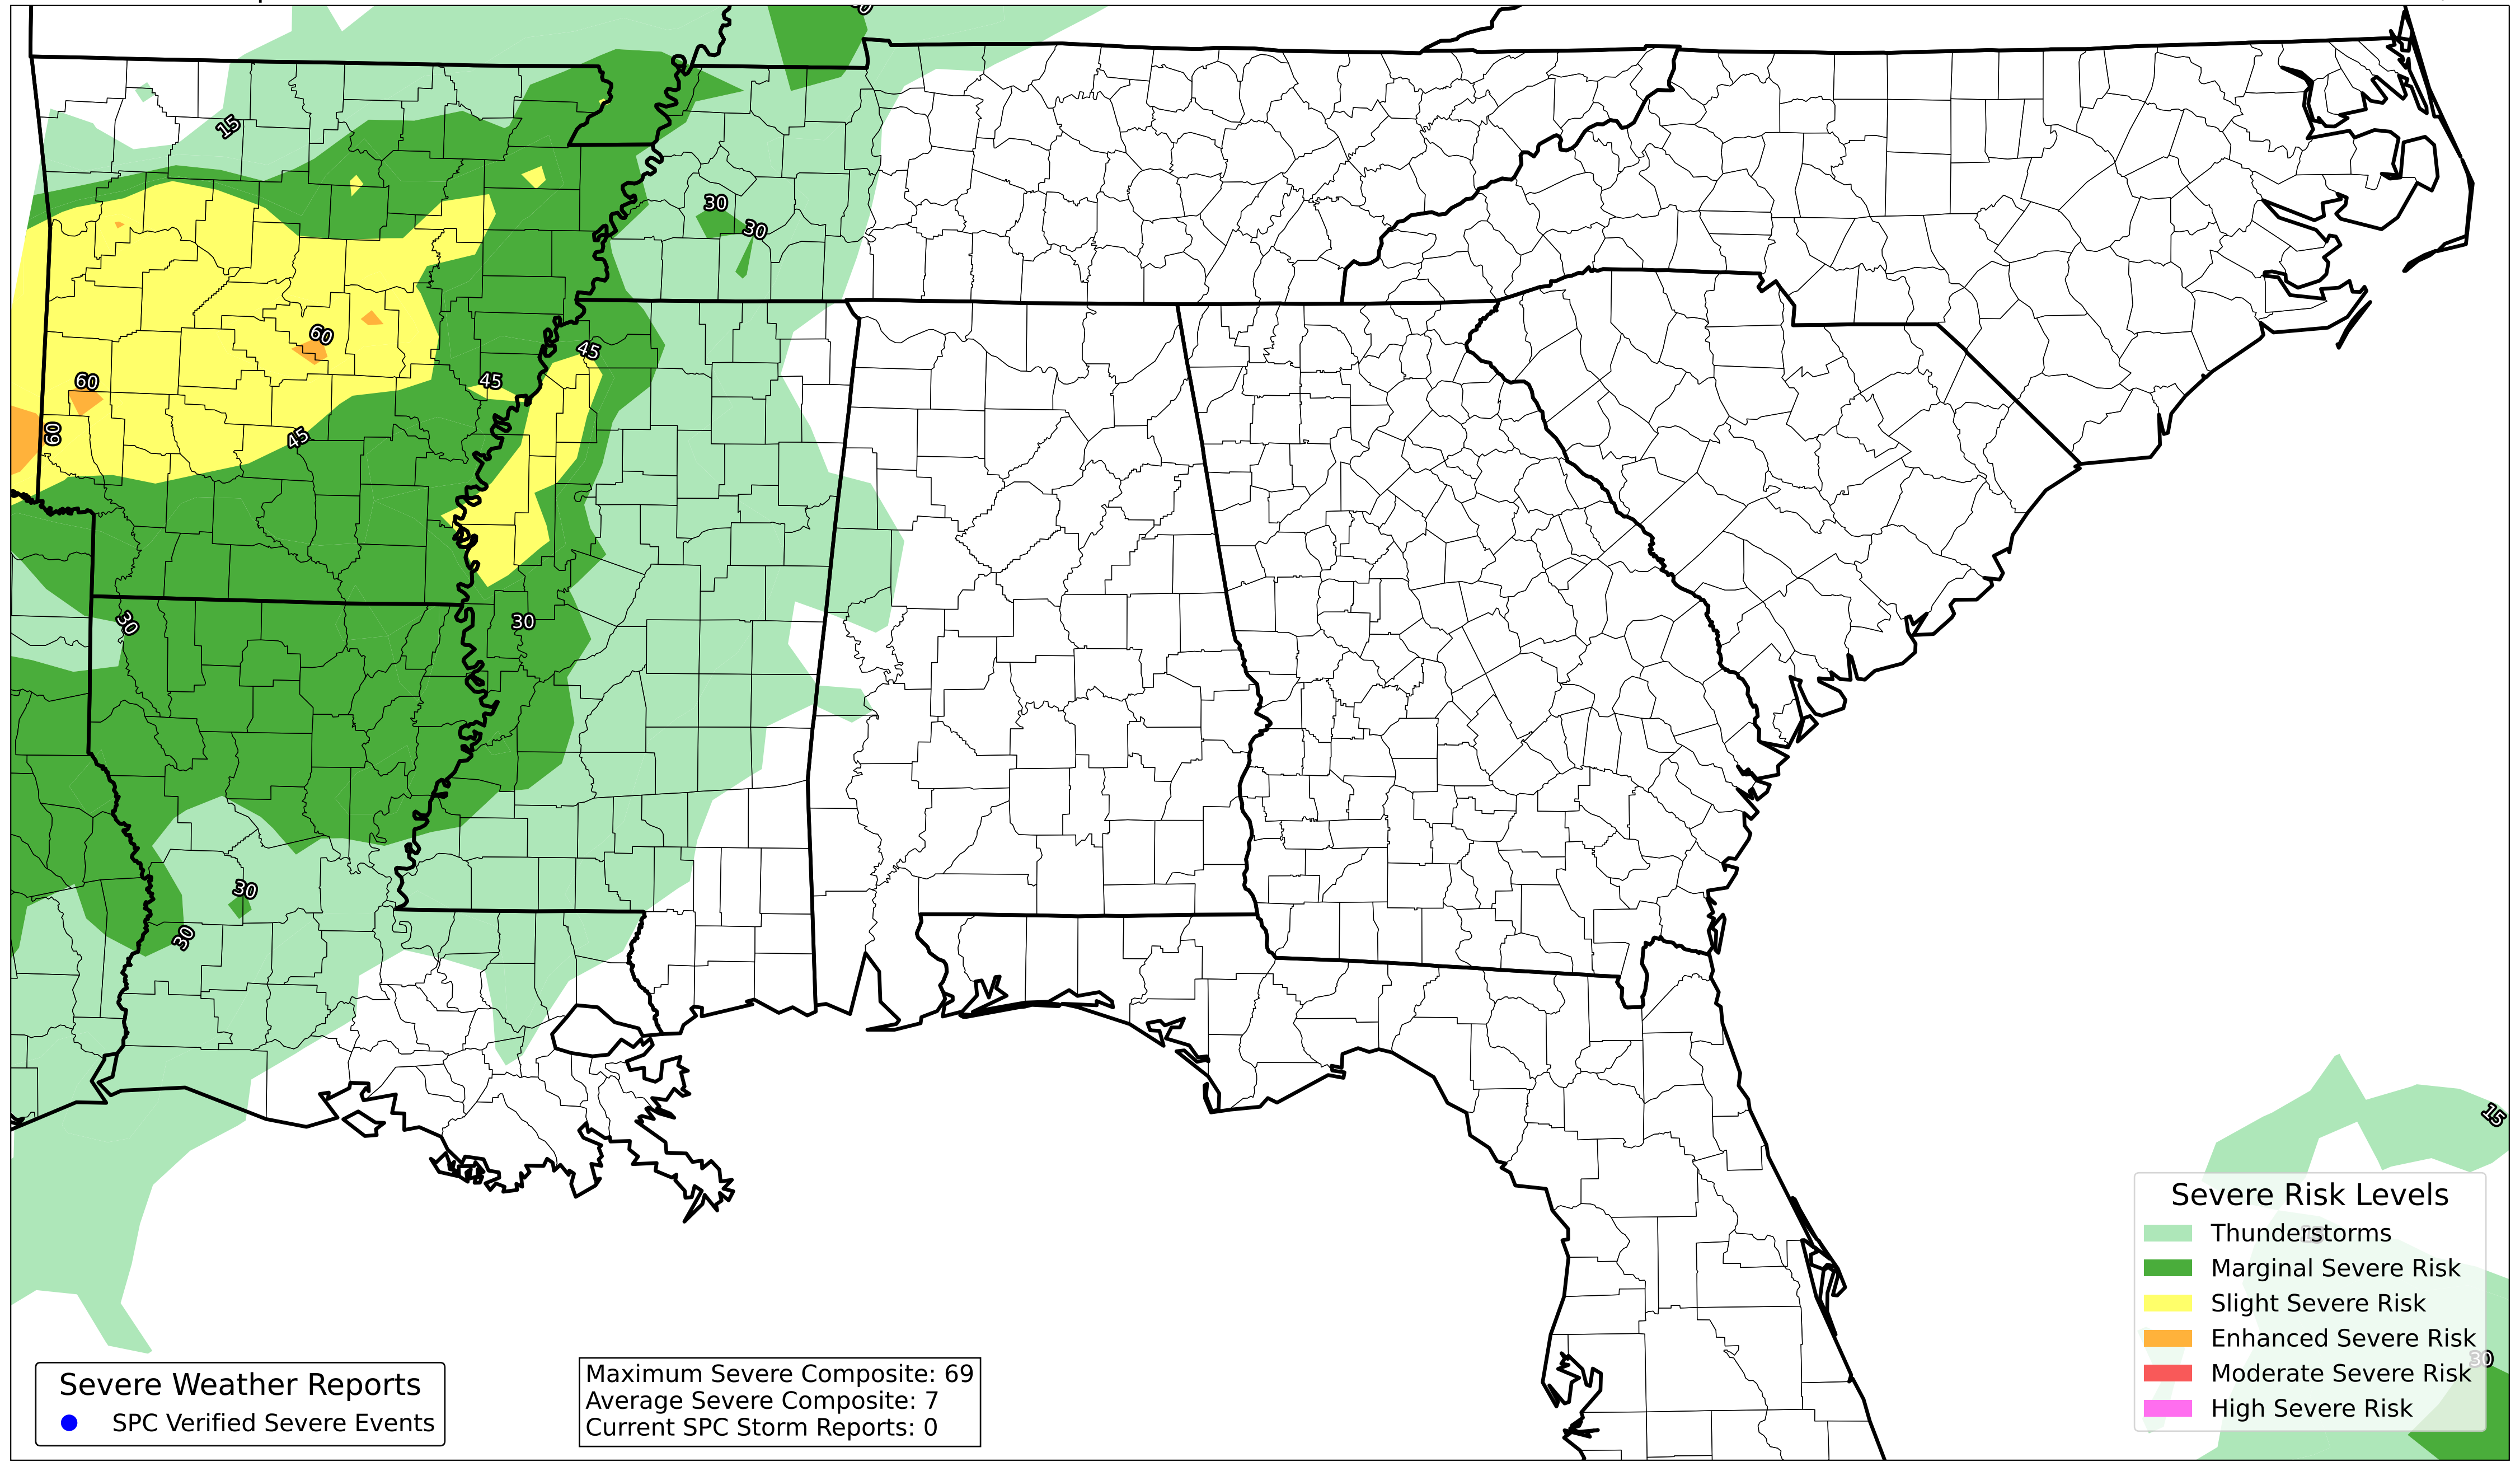 15
30
30
45
60
45
60
60
45
30
30
30
30
15
Severe Risk Levels
Thunderstorms
Marginal Severe Risk
Slight Severe Risk
Enhanced Severe Risk
30
Moderate Severe Risk
High Severe Risk
Severe Weather Reports
SPC Verified Severe Events
Maximum Severe Composite: 69
Average Severe Composite: 7
Current SPC Storm Reports: 0